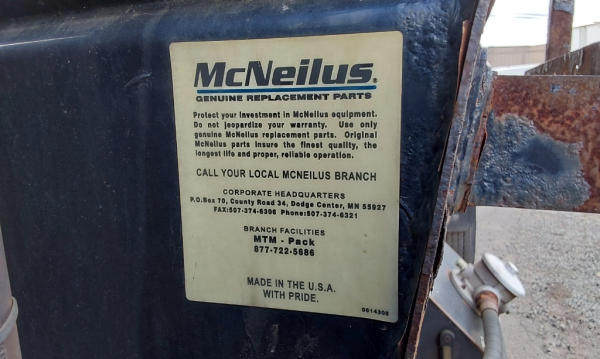 McNeilus®
GENUINE REPLACEMENT PARTS
Protect your investment in McNeilus equipment.
Do not jeopardize your warranty. Use only
genuine McNeilus replacement parts. Original
McNeilus parts insure the finest quality, the
longest life and proper, reliable operation.
CALL YOUR LOCAL MCNEILUS BRANCH
CORPORATE HEADQUARTERS
P.O.Box 70, County Road 34, Dodge Center, MN 55927
FAX:507-374-6306 Phone:507-374-6321
BRANCH FACILITIES
MTM - Pack
877-722-5686
MADE IN THE U.S.A.
WITH PRIDE.
0614305